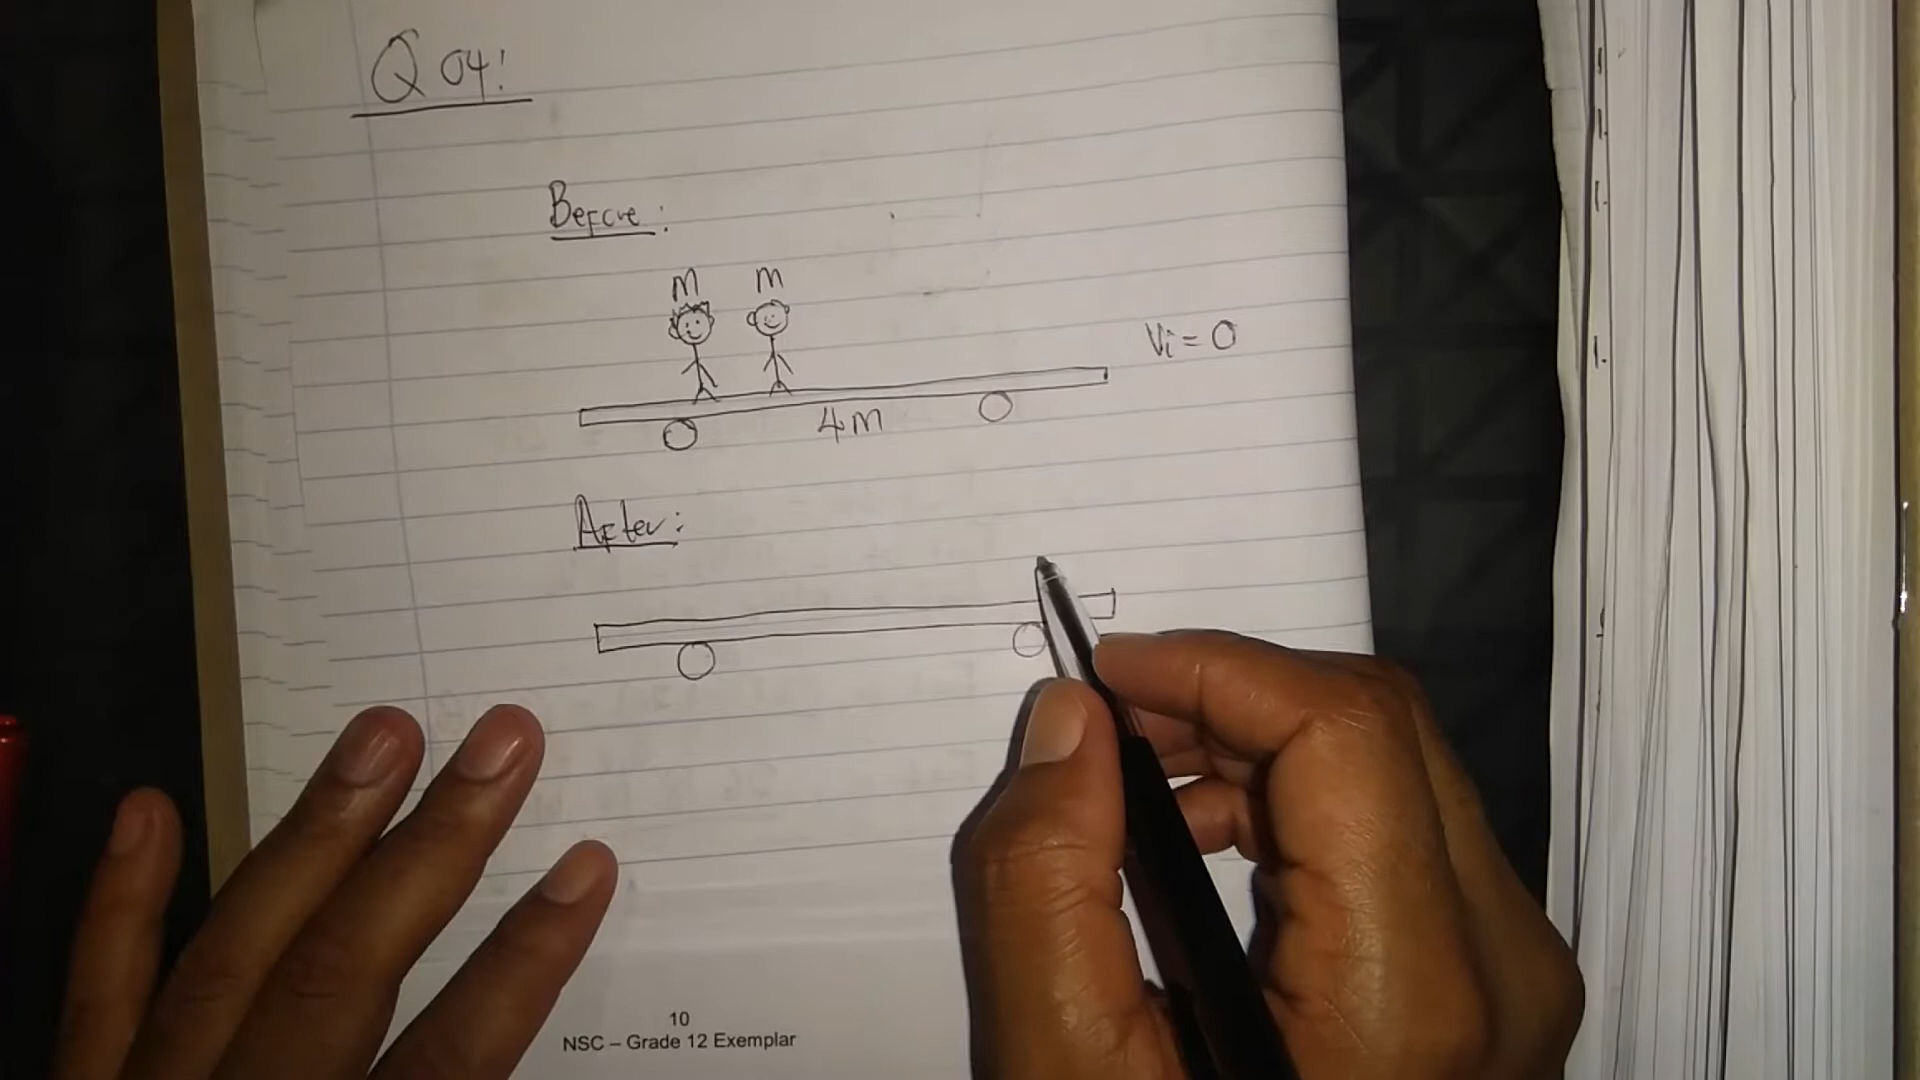 Q 04:
Before:
m m
Vi = 0
4m
After:
10
NSC – Grade 12 Exemplar